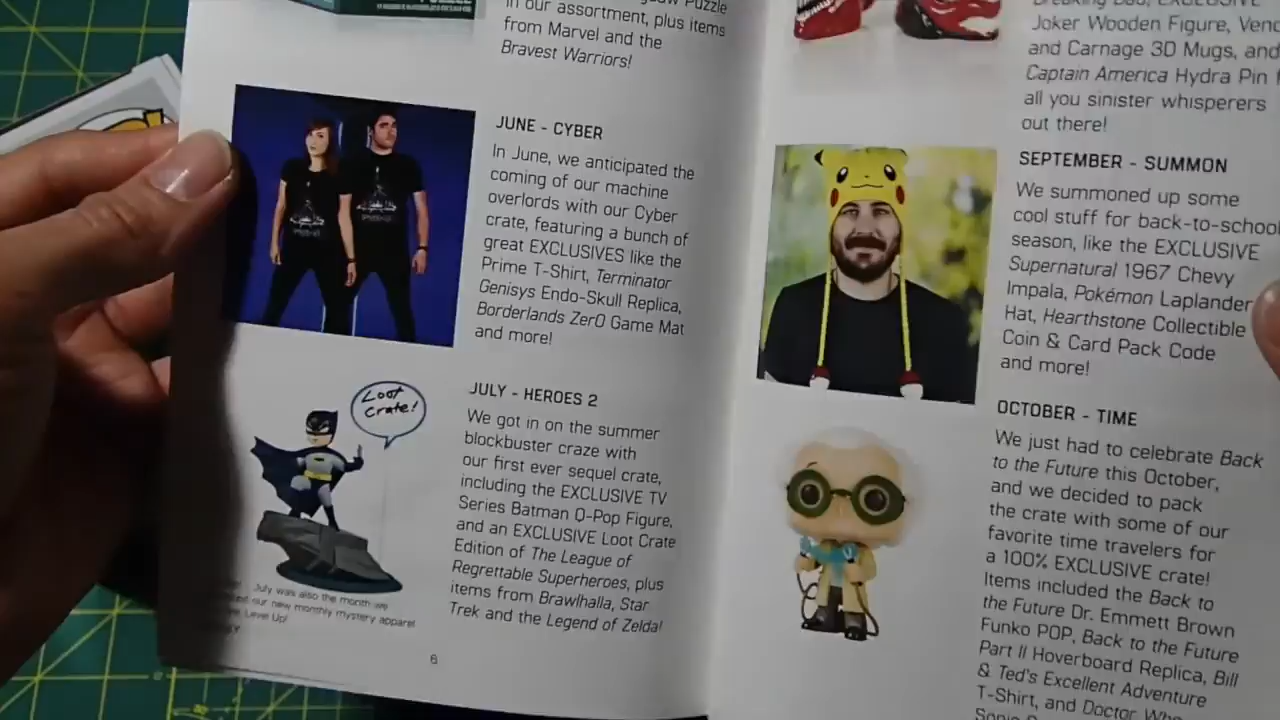 in our assortment, plus items
from Marvel and the
Bravest Warriors!
JUNE - CYBER
In June, we anticipated the
coming of our machine
overlords with our Cyber
crate, featuring a bunch of
great EXCLUSIVES like the
Prime T-Shirt, Terminator
Genisys Endo-Skull Replica,
Borderlands Zer0 Game Mat
and more!
Loot
Crate!
JULY - HEROES 2
We got in on the summer
blockbuster craze with
our first ever sequel crate,
including the EXCLUSIVE TV
Series Batman Q-Pop Figure,
and an EXCLUSIVE Loot Crate
Edition of The League of
Regrettable Superheroes, plus
items from Brawlhalla, Star
Trek and the Legend of Zelda!
July was also the month we
our new monthly mystery apparel
Level Up!
6
Joker Wooden Figure,
and Carnage 3D Mugs, and
Captain America Hydra Pin
all you sinister whisperers
out there!
SEPTEMBER - SUMMON
We summoned up some
cool stuff for back-to-school
season, like the EXCLUSIVE
Supernatural 1967 Chevy
Impala, Pokémon Laplander
Hat, Hearthstone Collectible
Coin & Card Pack Code
and more!
OCTOBER - TIME
We just had to celebrate Back
to the Future this October,
and we decided to pack
the crate with some of our
favorite time travelers for
a 100% EXCLUSIVE crate!
Items included the Back to
the Future Dr. Emmett Brown
Funko POP, Back to the Future
Part II Hoverboard Replica, Bill
& Ted's Excellent Adventure
T-Shirt, and Doctor Who